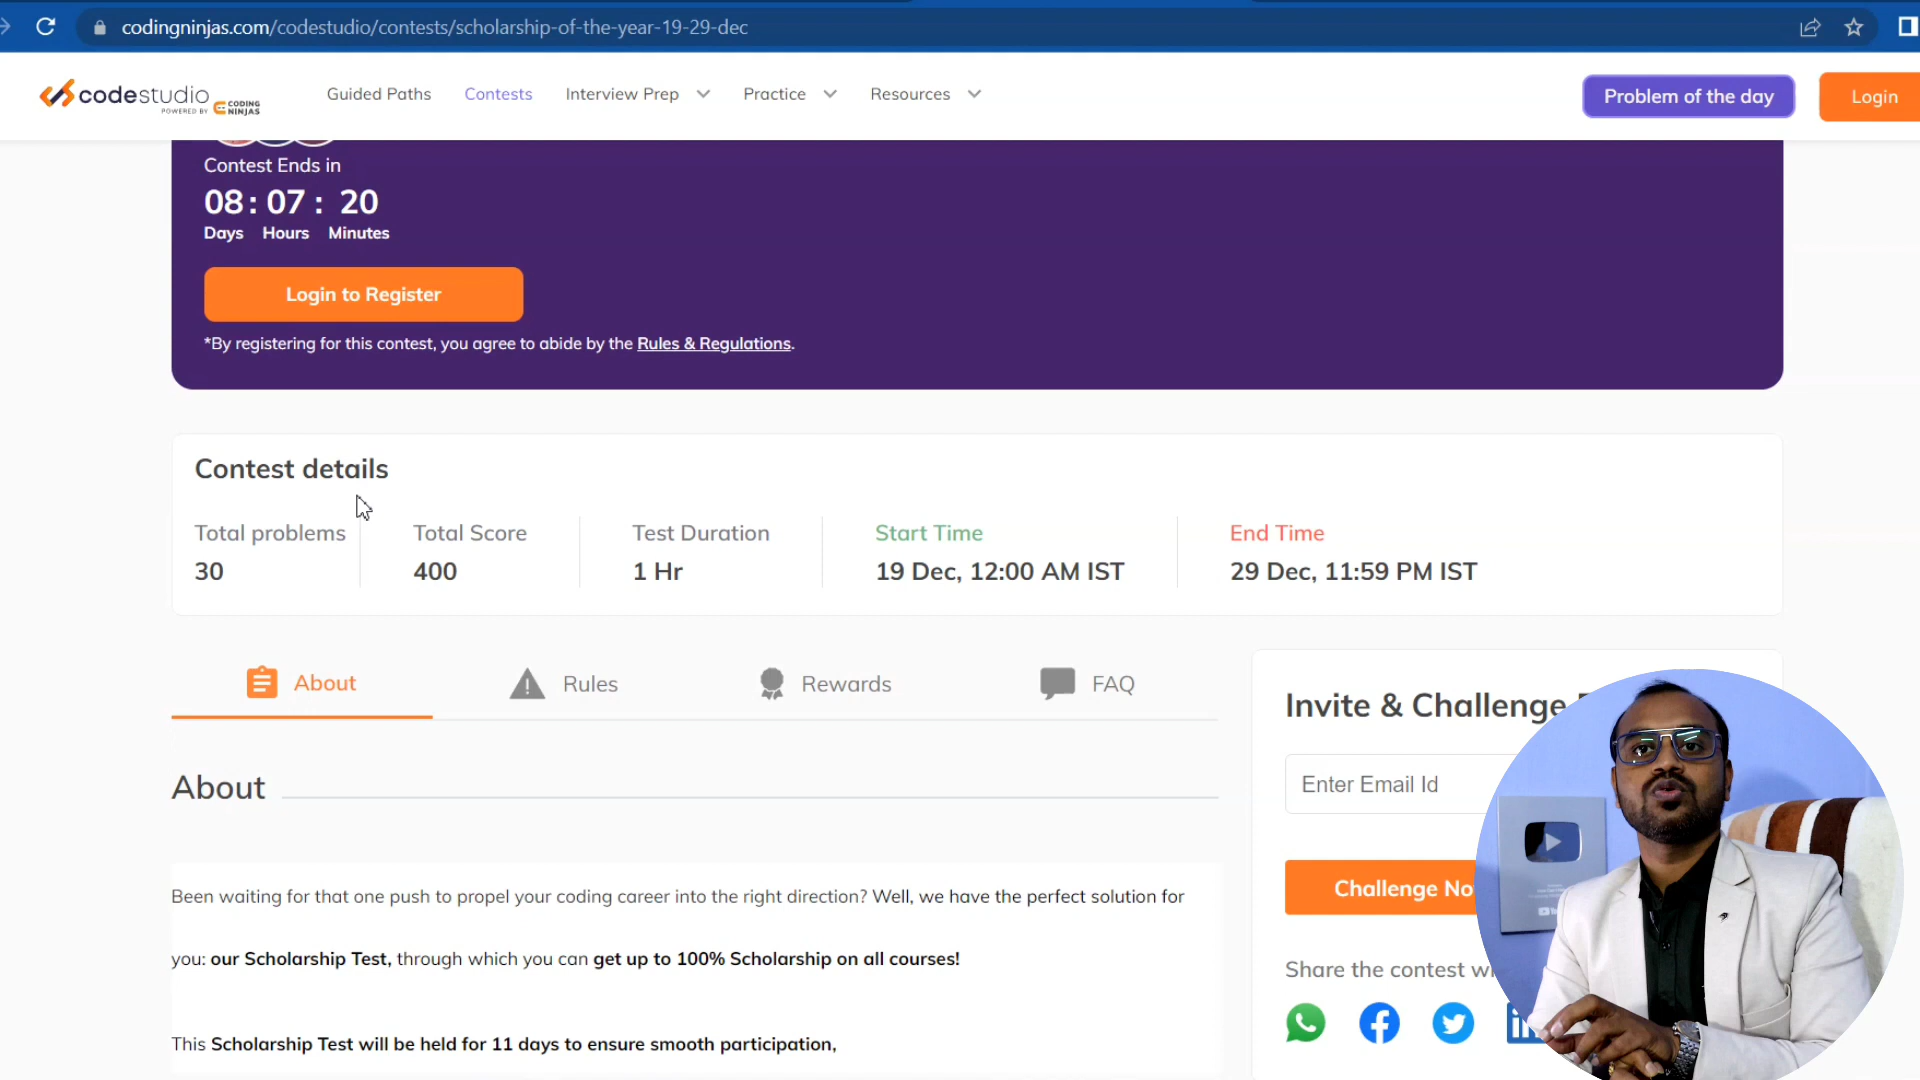 codingninjas.com/codestudio/contests/scholarship-of-the-year-19-29-dec
codestudio
POWERED BY CODING NINJAS
Guided Paths
Contests
Interview Prep
Practice
Resources
Problem of the day
Login
Contest Ends in
08 : 07 : 20
Days Hours Minutes
Login to Register
*By registering for this contest, you agree to abide by the Rules & Regulations.
Contest details
Total problems
30
Total Score
400
Test Duration
1 Hr
Start Time
19 Dec, 12:00 AM IST
End Time
29 Dec, 11:59 PM IST
About
Rules
Rewards
FAQ
About
Been waiting for that one push to propel your coding career into the right direction? Well, we have the perfect solution for
you: our Scholarship Test, through which you can get up to 100% Scholarship on all courses!
This Scholarship Test will be held for 11 days to ensure smooth participation,
Invite & Challenge
Enter Email Id
Challenge No
Share the contest w
in